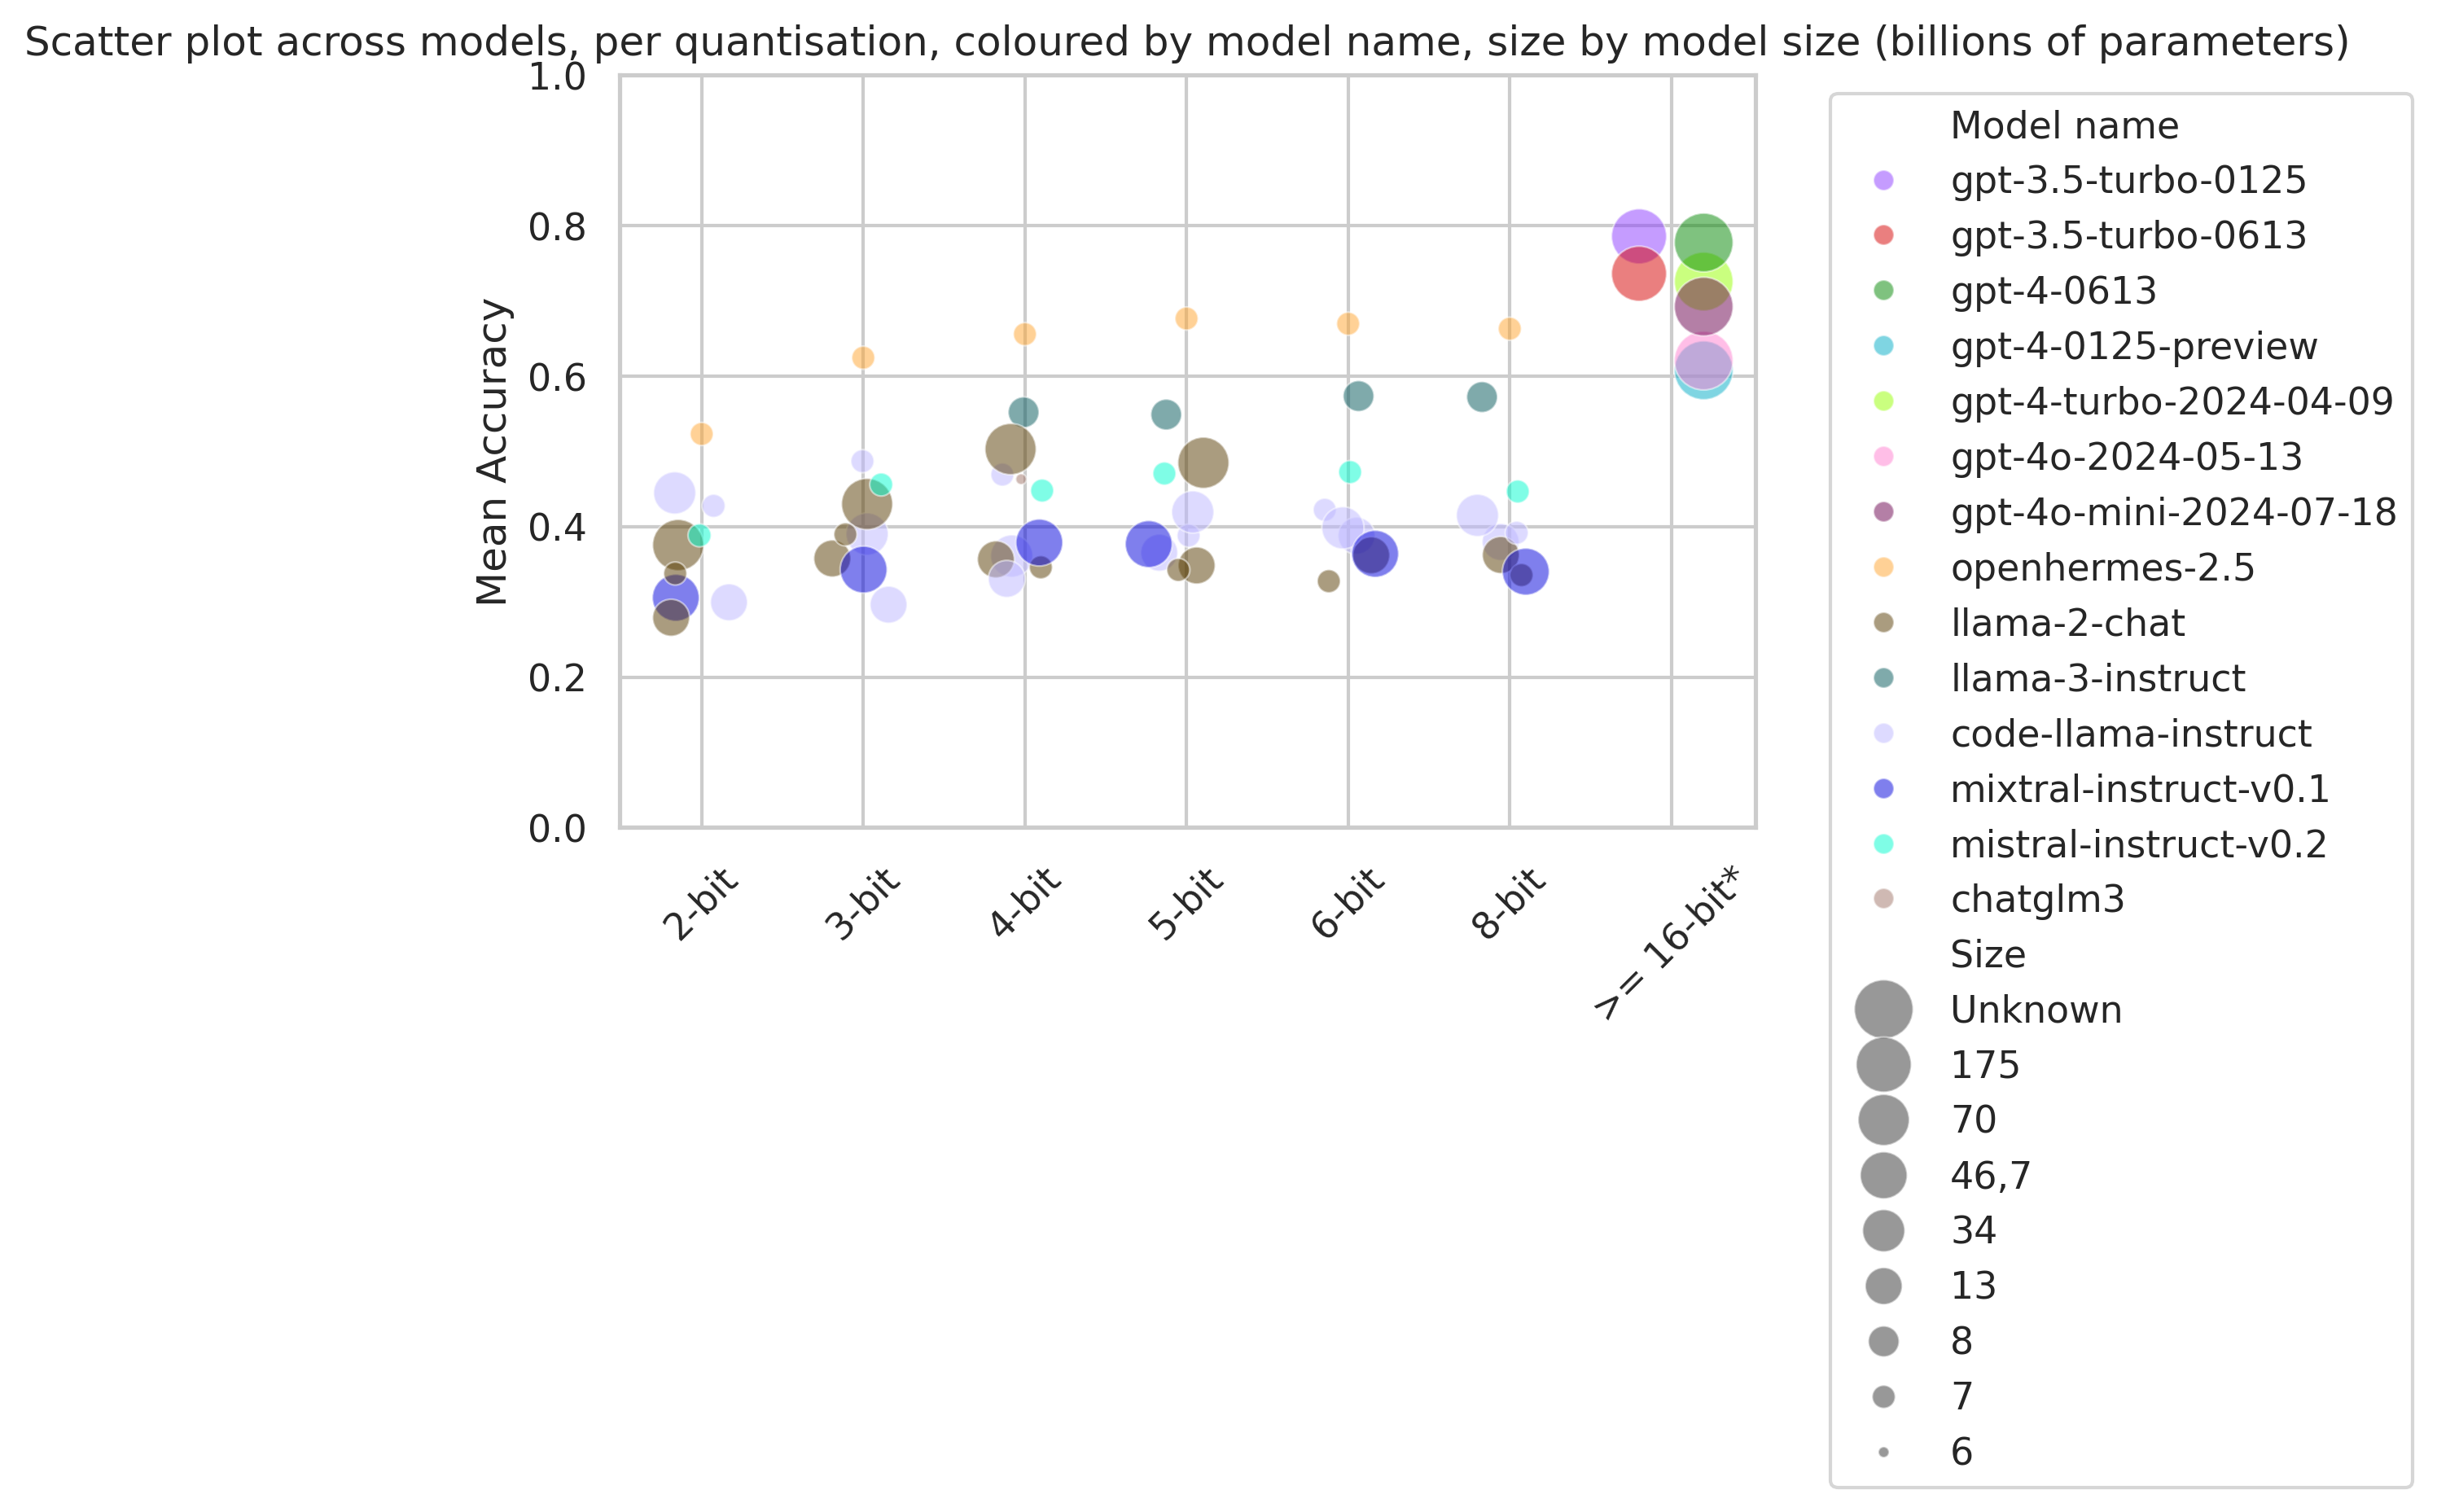 Scatter plot across models, per quantisation, coloured by model name, size by model size (billions of parameters)
1.0
0.8
0.6
0.4
0.2
0.0
Mean Accuracy
2-bit
3-bit
4-bit
5-bit
6-bit
8-bit
>= 16-bit*
Model name
gpt-3.5-turbo-0125
gpt-3.5-turbo-0613
gpt-4-0613
gpt-4-0125-preview
gpt-4-turbo-2024-04-09
gpt-4o-2024-05-13
gpt-4o-mini-2024-07-18
openhermes-2.5
llama-2-chat
llama-3-instruct
code-llama-instruct
mixtral-instruct-v0.1
mistral-instruct-v0.2
chatglm3
Size
Unknown
175
70
46,7
34
13
8
7
6